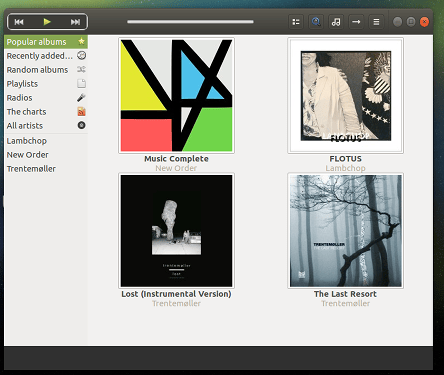 Popular albums
Recently added...
Random albums
Playlists
Radios
The charts
All artists
Lambchop
New Order
Trentemøller
Music Complete
New Order
FLOTUS
FLOTUS
Lambchop
trentemøller
lost
Lost (Instrumental Version)
Trentemøller
TRENTEMØLLER
The Last Resort
Trentemøller